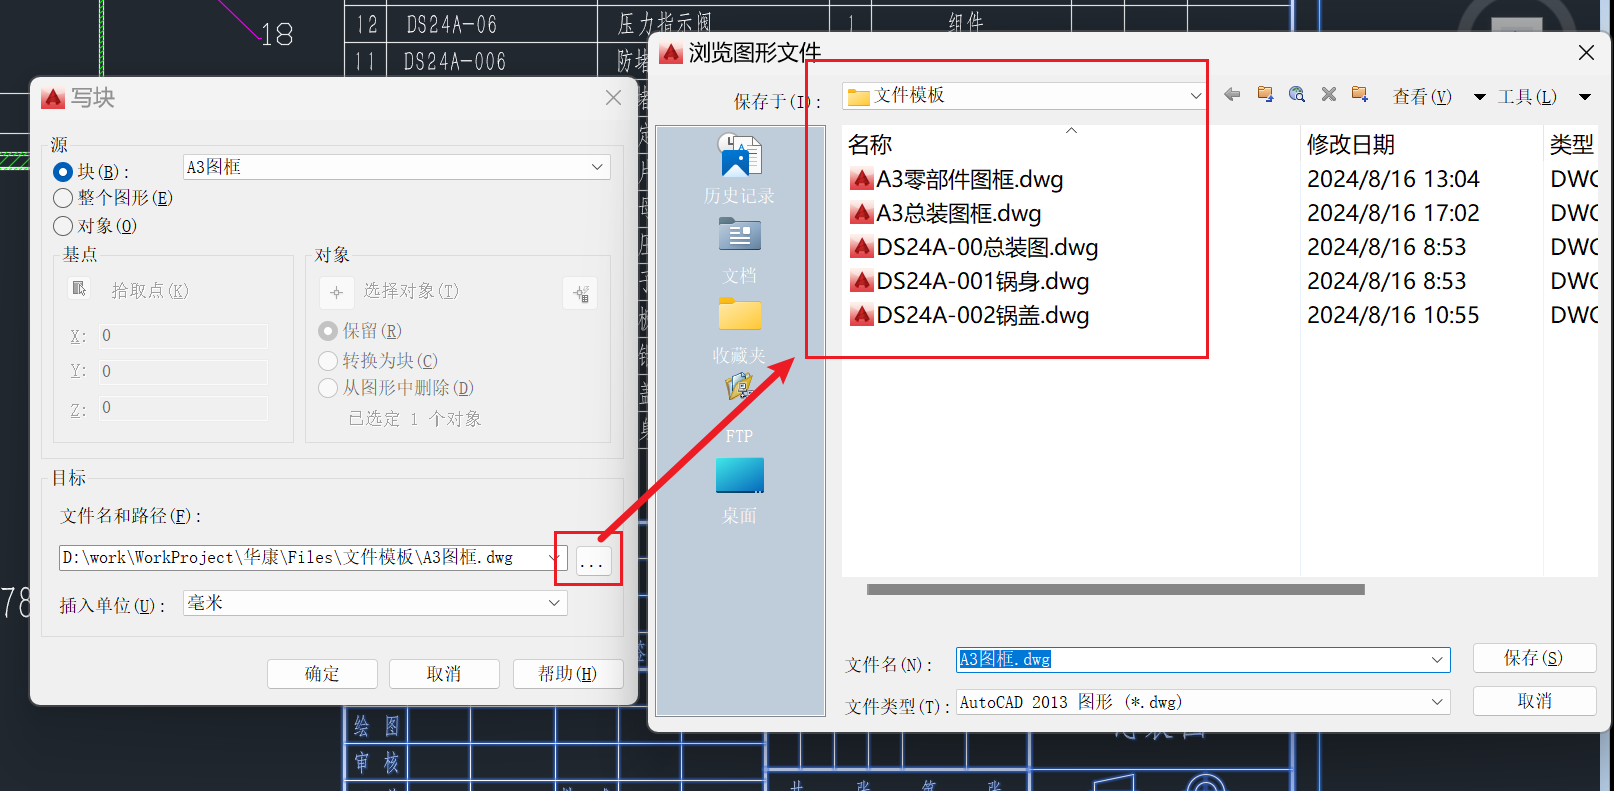 12 DS24A-06 压力指示阀 1 组件
11 DS24A-006 防堵
18
78
写块
源
块(B):
A3图框
整个图形(E)
对象(O)
基点
拾取点(K)
X: 0
Y: 0
Z: 0
对象
选择对象(T)
保留(R)
转换为块(C)
从图形中删除(D)
已选定 1 个对象
目标
文件名和路径(F):
D:\work\WorkProject\华康\Files\文件模板\A3图框.dwg
...
插入单位(U):
毫米
确定
取消
帮助(H)
浏览图形文件
保存于(I):
文件模板
查看(V)
工具(L)
历史记录
文档
收藏夹
FTP
桌面
名称 修改日期 类型
A3零部件图框.dwg 2024/8/16 13:04 DWG
A3总装图框.dwg 2024/8/16 17:02 DWG
DS24A-00总装图.dwg 2024/8/16 8:53 DWG
DS24A-001锅身.dwg 2024/8/16 8:53 DWG
DS24A-002锅盖.dwg 2024/8/16 10:55 DWG
文件名(N):
A3图框.dwg
保存(S)
文件类型(T):
AutoCAD 2013 图形 (*.dwg)
取消
绘 图
审 核
共 张 第 张